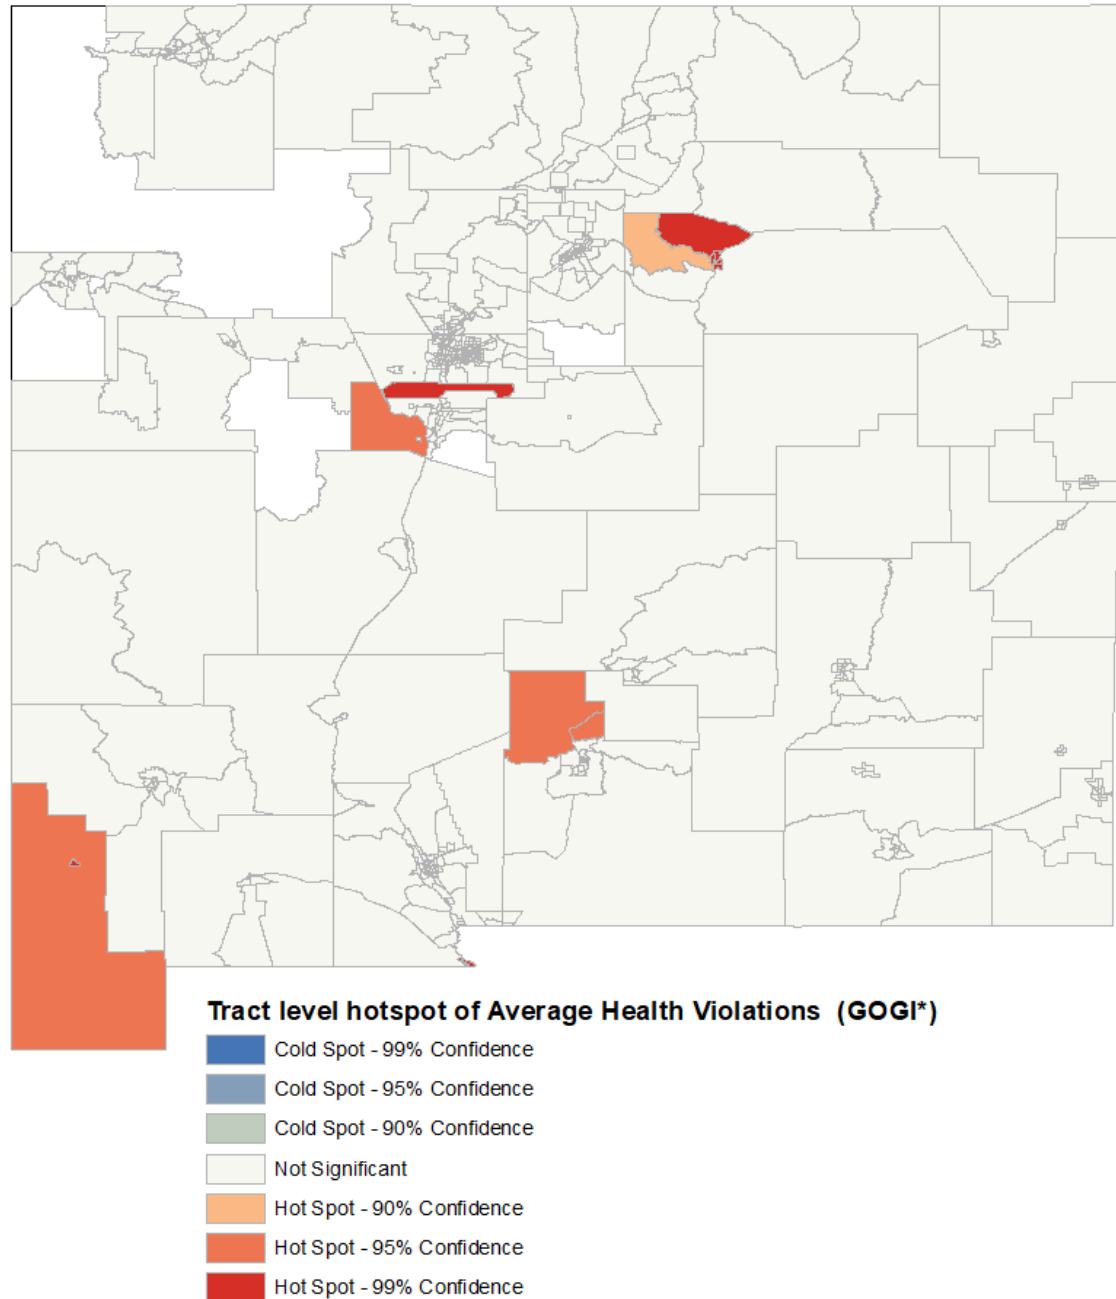 Tract level hotspot of Average Health Violations (GOGI*)
Cold Spot - 99% Confidence
Cold Spot - 95% Confidence
Cold Spot - 90% Confidence
Not Significant
Hot Spot - 90% Confidence
Hot Spot - 95% Confidence
Hot Spot - 99% Confidence